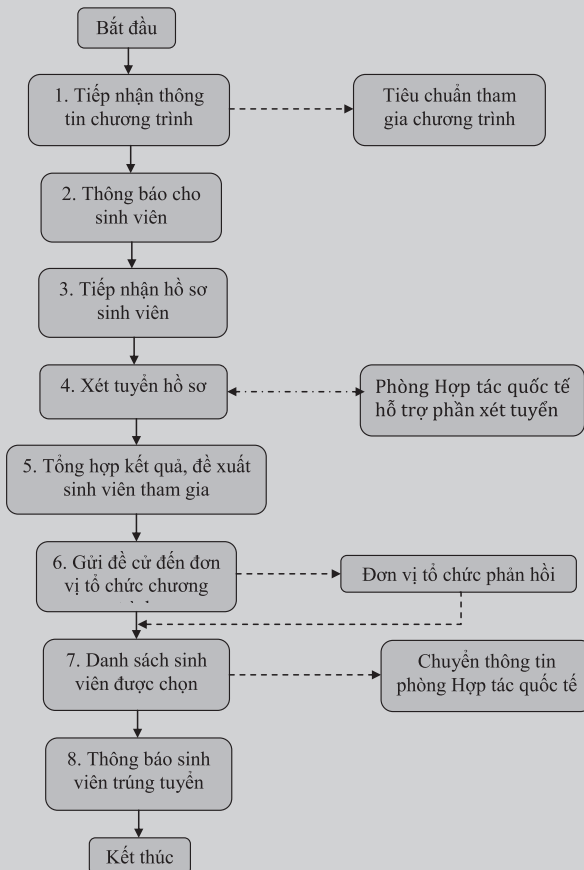 Bắt đầu
1. Tiếp nhận thông
tin chương trình
Tiêu chuẩn tham
gia chương trình
2. Thông báo cho
sinh viên
3. Tiếp nhận hồ sơ
sinh viên
4. Xét tuyển hồ sơ
Phòng Hợp tác quốc tế
hỗ trợ phần xét tuyển
5. Tổng hợp kết quả, đề xuất
sinh viên tham gia
6. Gửi đề cử đến đơn
vị tổ chức chương
Đơn vị tổ chức phản hồi
7. Danh sách sinh
viên được chọn
Chuyển thông tin
phòng Hợp tác quốc tế
8. Thông báo sinh
viên trúng tuyển
Kết thúc